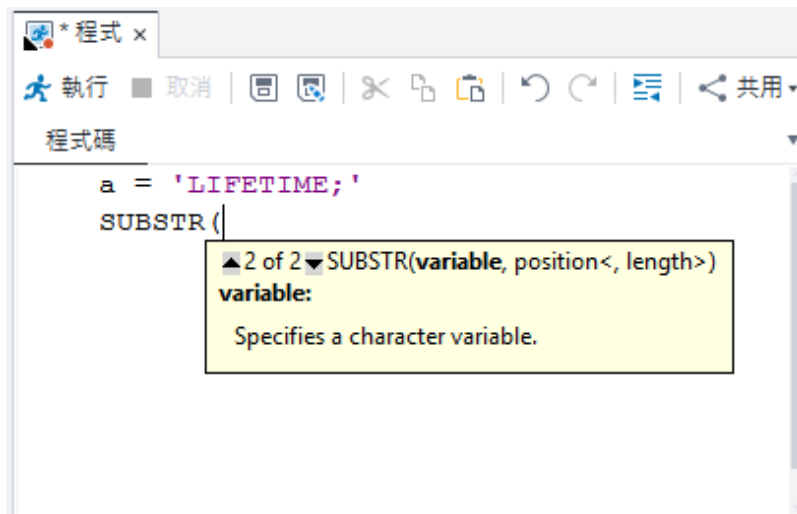 * 程式 ×
執行 取消 共用
程式碼
a = 'LIFETIME;'
SUBSTR(
2 of 2 SUBSTR(variable, position<, length>)
variable:
Specifies a character variable.